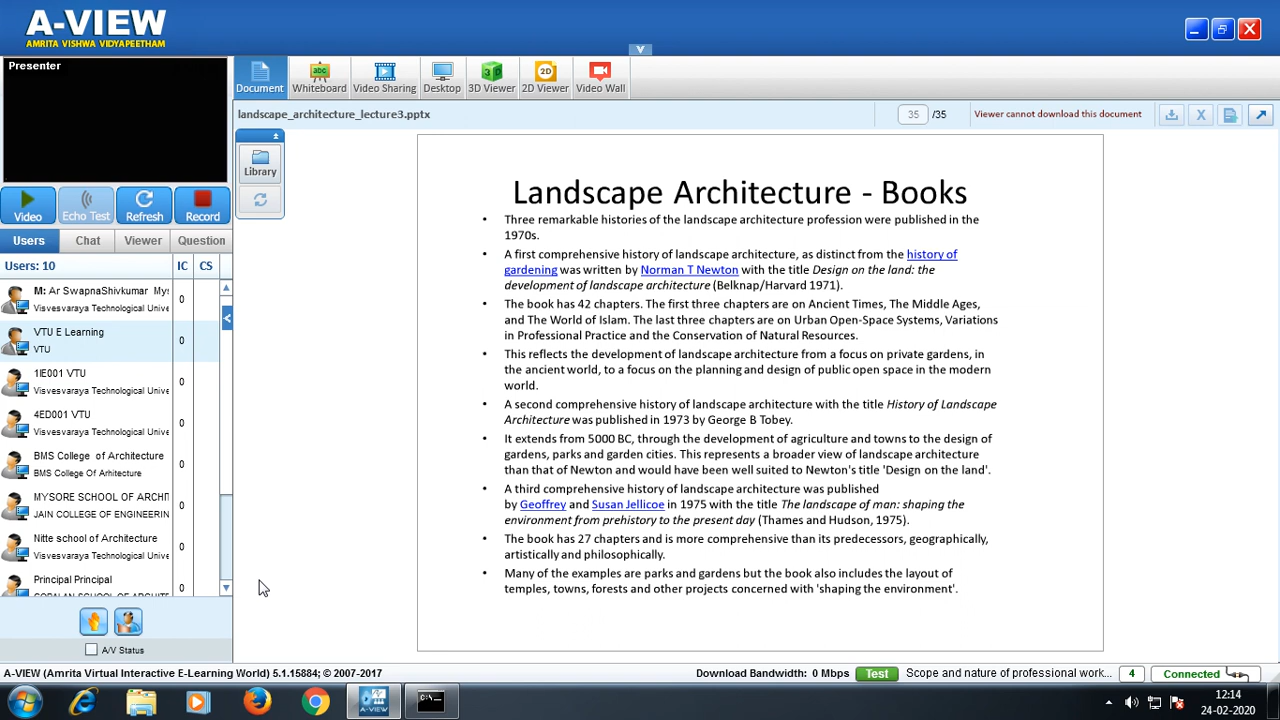 A-VIEW
AMRITA VISHWA VIDYAPEETHAM
Presenter
Document
Whiteboard
Video Sharing
Desktop
3D Viewer
2D Viewer
Video Wall
landscape_architecture_lecture3.pptx
35 /35
Viewer cannot download this document
Library
Video
Echo Test
Refresh
Record
Users
Chat
Viewer
Question
Users: 10
IC
CS
M: Ar SwapnaShivkumar Mys
Visvesvaraya Technological Unive
0
VTU E Learning
VTU
0
1IE001 VTU
Visvesvaraya Technological Unive
0
4ED001 VTU
Visvesvaraya Technological Unive
0
BMS College of Architecture
BMS College Of Arhitecture
0
MYSORE SCHOOL OF ARCHI
JAIN COLLEGE OF ENGINEERIN
0
Nitte school of Architecture
Visvesvaraya Technological Unive
0
Principal Principal
0
A/V Status
Landscape Architecture - Books
• Three remarkable histories of the landscape architecture profession were published in the
1970s.
• A first comprehensive history of landscape architecture, as distinct from the history of
gardening was written by Norman T Newton with the title Design on the land: the
development of landscape architecture (Belknap/Harvard 1971).
• The book has 42 chapters. The first three chapters are on Ancient Times, The Middle Ages,
and The World of Islam. The last three chapters are on Urban Open-Space Systems, Variations
in Professional Practice and the Conservation of Natural Resources.
• This reflects the development of landscape architecture from a focus on private gardens, in
the ancient world, to a focus on the planning and design of public open space in the modern
world.
• A second comprehensive history of landscape architecture with the title History of Landscape
Architecture was published in 1973 by George B Tobey.
• It extends from 5000 BC, through the development of agriculture and towns to the design of
gardens, parks and garden cities. This represents a broader view of landscape architecture
than that of Newton and would have been well suited to Newton's title 'Design on the land'.
• A third comprehensive history of landscape architecture was published
by Geoffrey and Susan Jellicoe in 1975 with the title The landscape of man: shaping the
environment from prehistory to the present day (Thames and Hudson, 1975).
• The book has 27 chapters and is more comprehensive than its predecessors, geographically,
artistically and philosophically.
• Many of the examples are parks and gardens but the book also includes the layout of
temples, towns, forests and other projects concerned with 'shaping the environment'.
A-VIEW (Amrita Virtual Interactive E-Learning World) 5.1.15884; © 2007-2017
Download Bandwidth: 0 Mbps
Test
Scope and nature of professional work...
4
Connected
12:14
24-02-2020